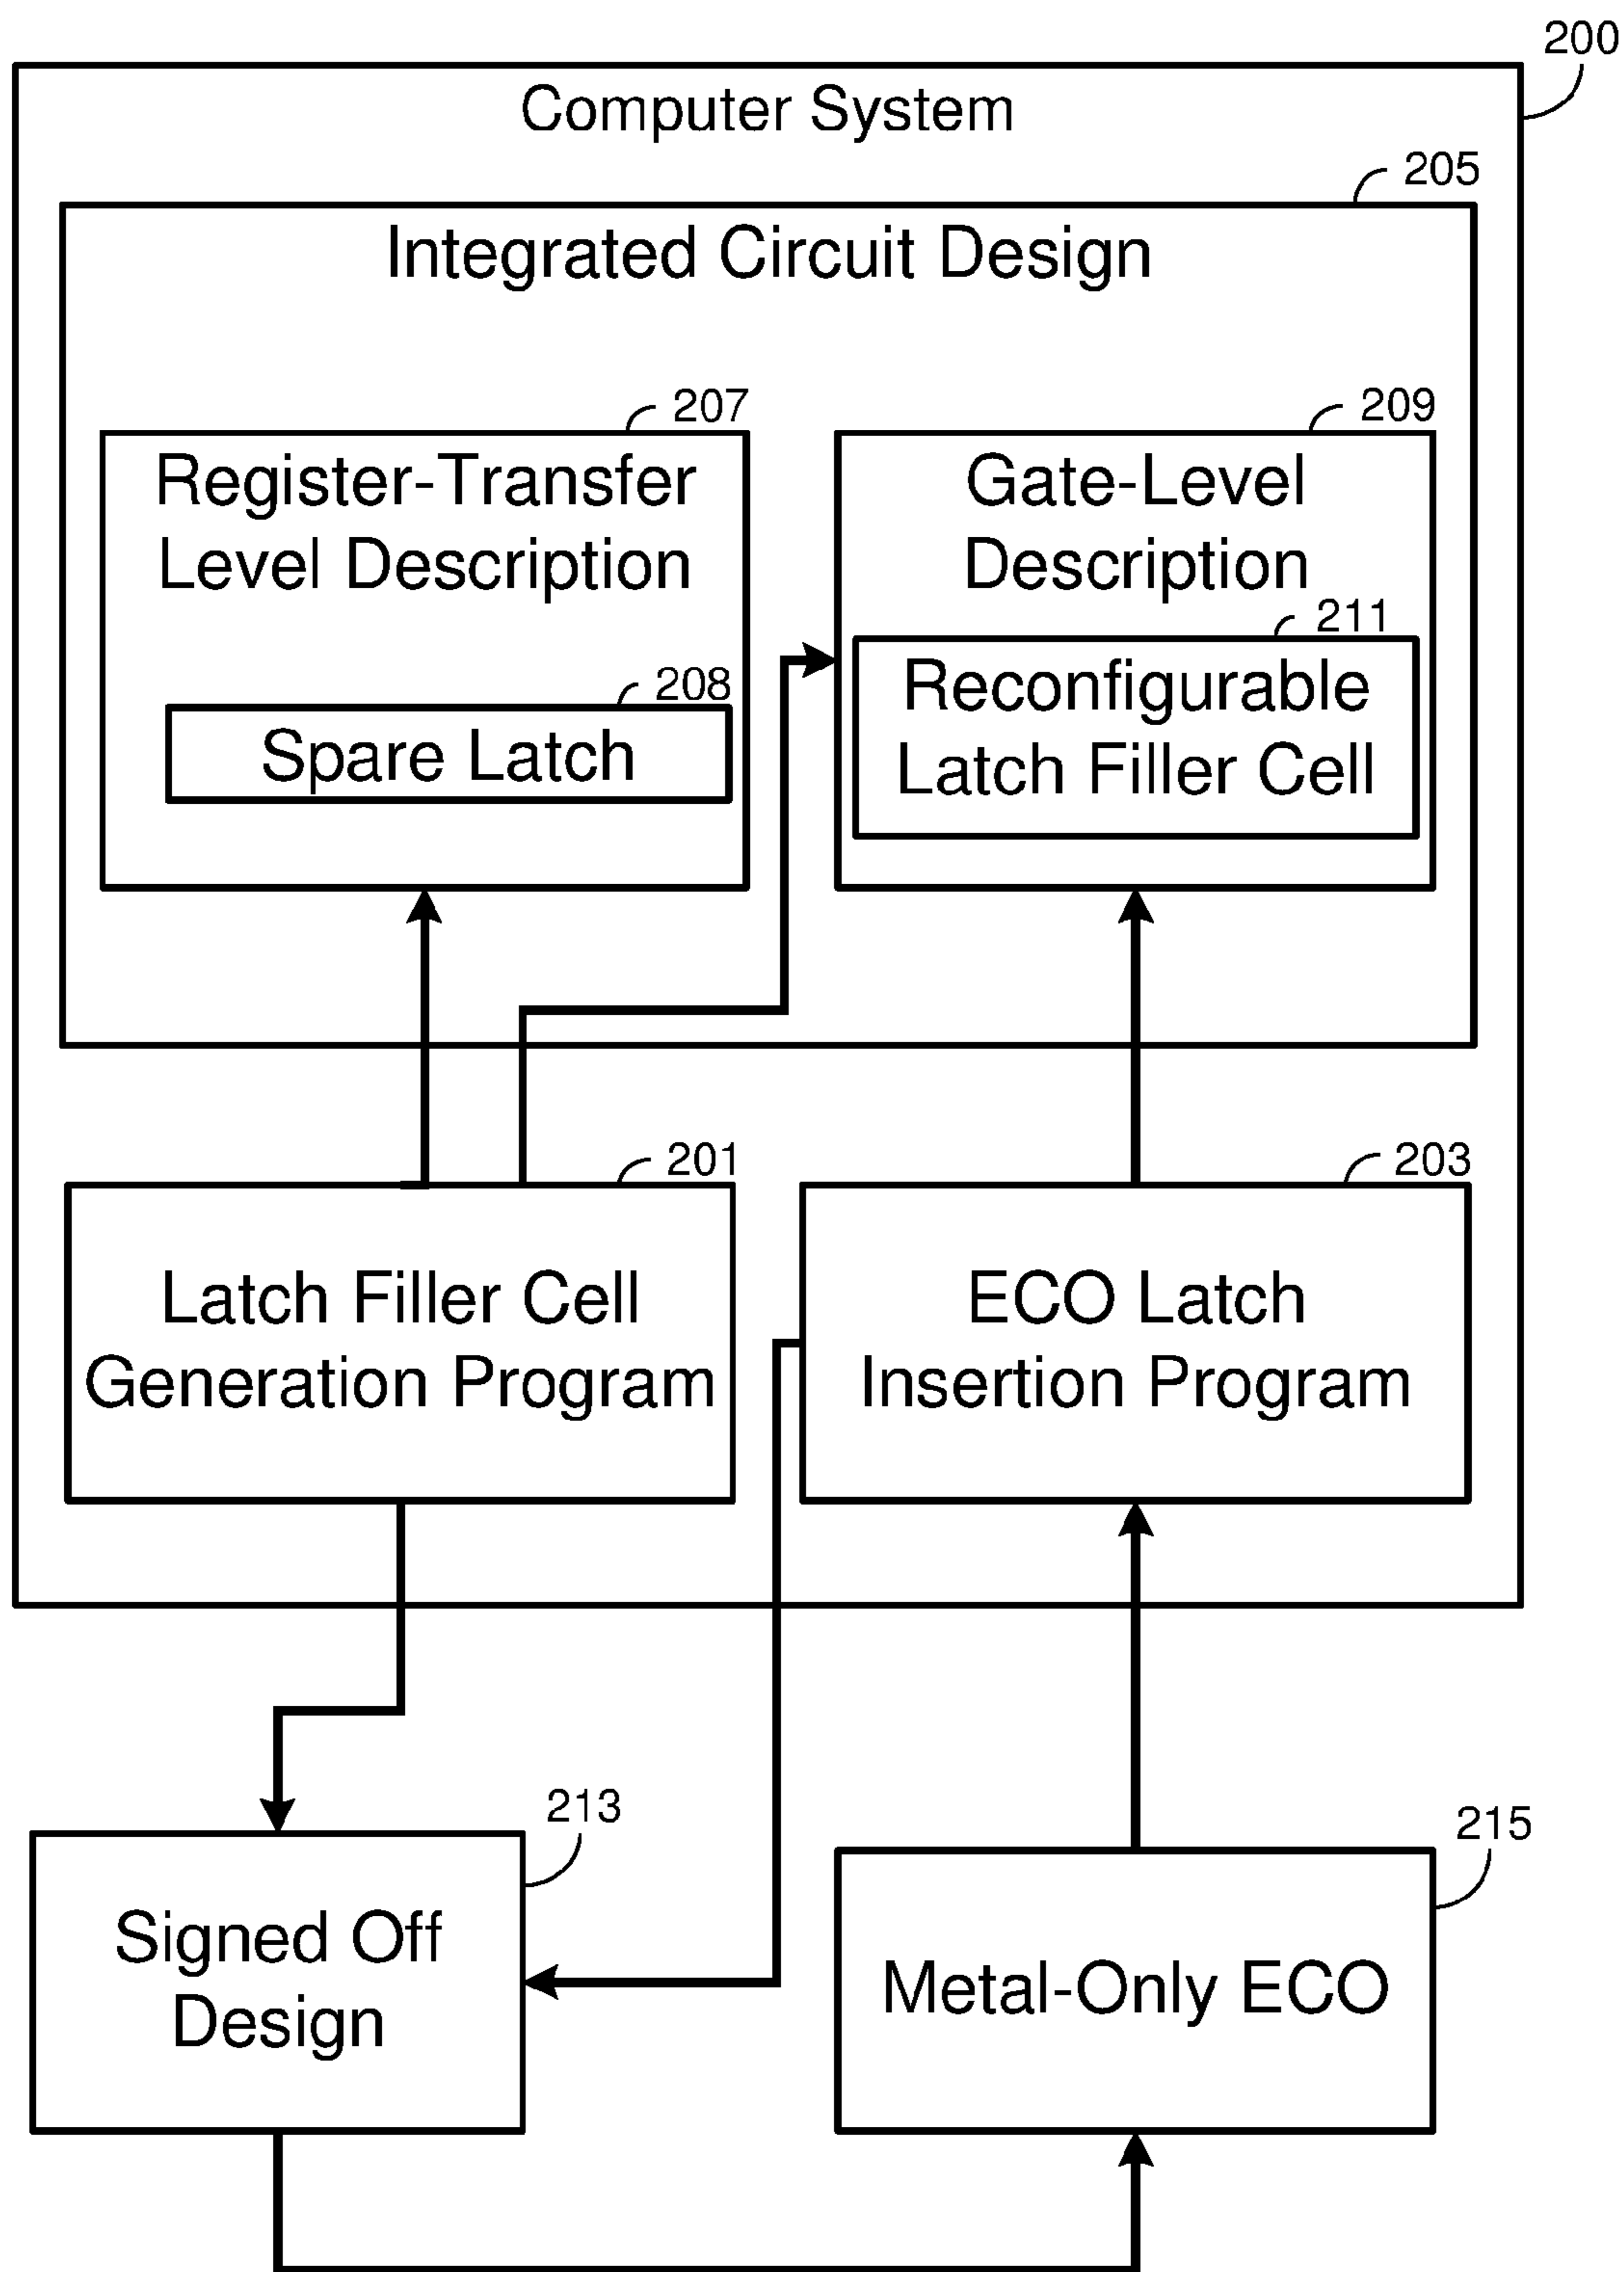 200
Computer System
205
Integrated Circuit Design
207
Register-Transfer
Level Description
208
Spare Latch
209
Gate-Level
Description
211
Reconfigurable
Latch Filler Cell
201
Latch Filler Cell
Generation Program
203
ECO Latch
Insertion Program
213
Signed Off
Design
215
Metal-Only ECO